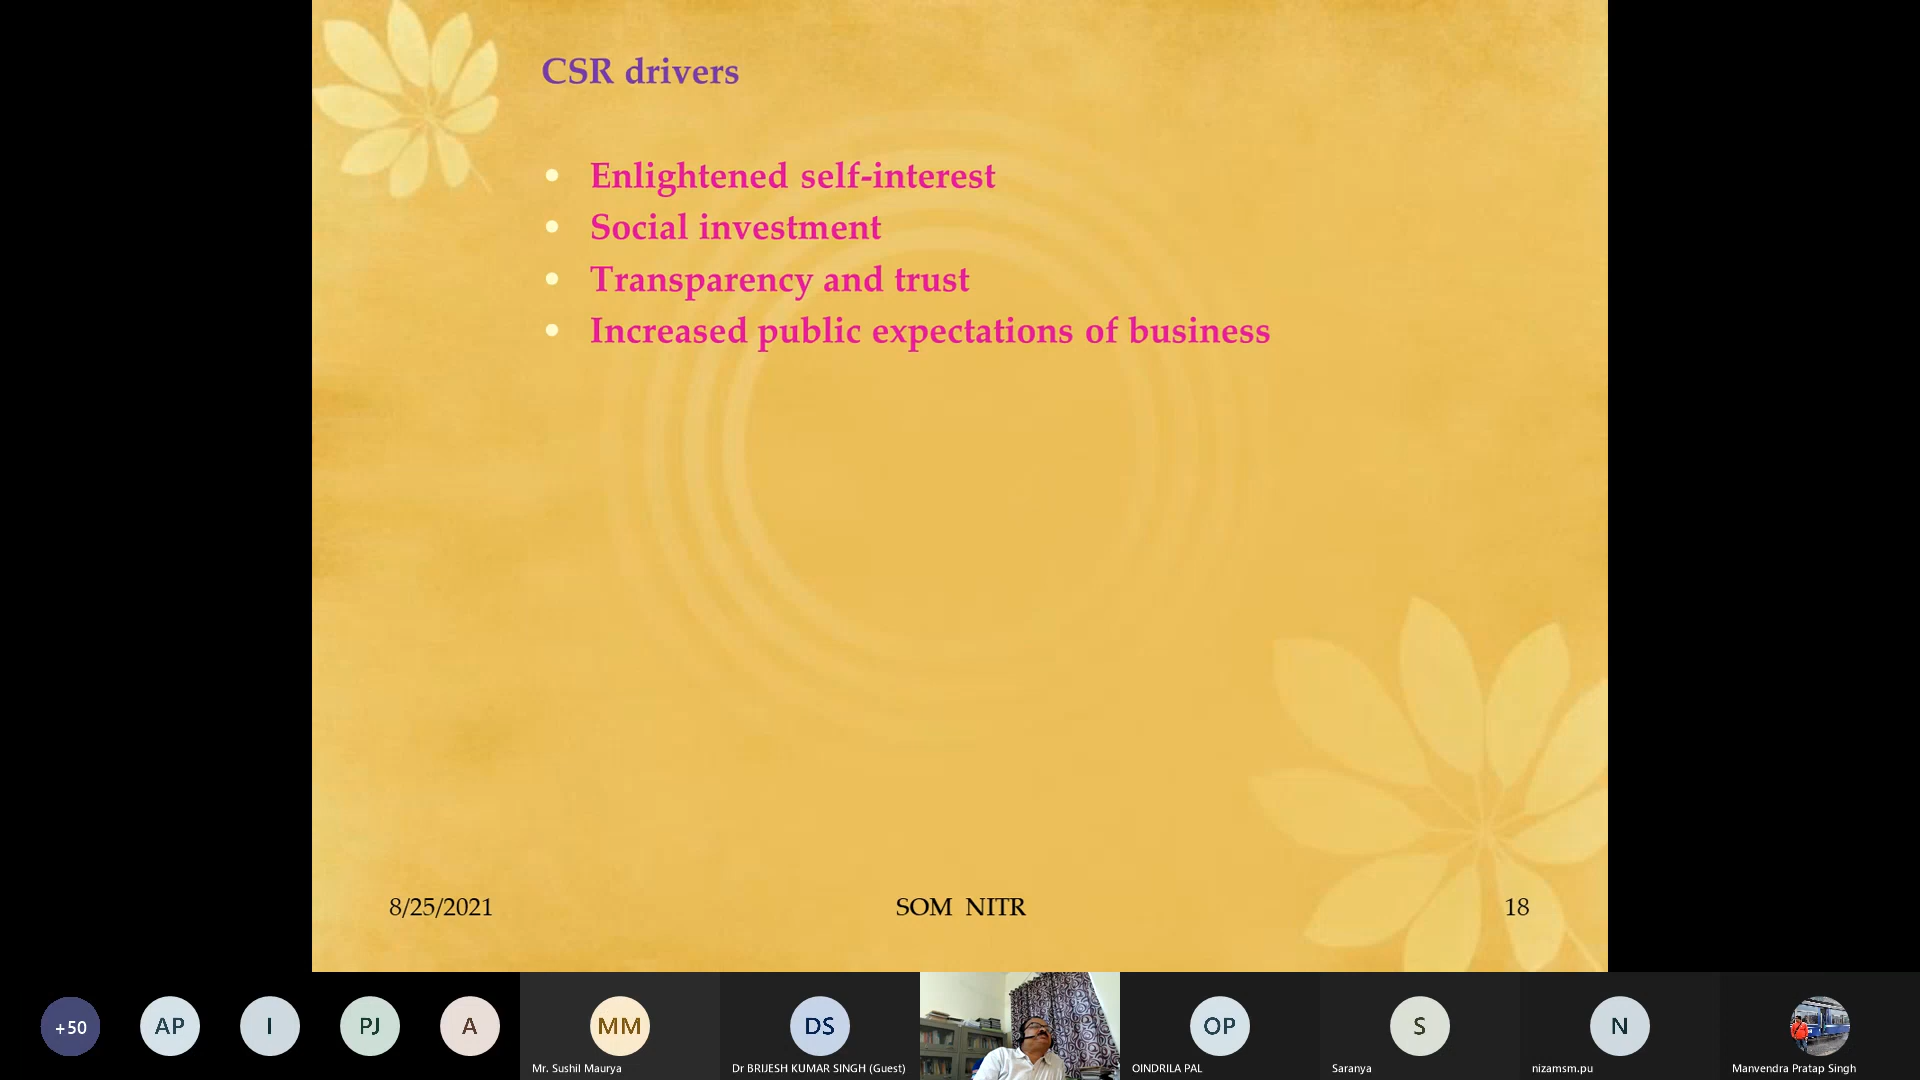 CSR drivers
• Enlightened self-interest
• Social investment
• Transparency and trust
• Increased public expectations of business
8/25/2021 SOM NITR 18
+50 AP I PJ A MM DS OP S N
Mr. Sushil Maurya Dr BRIJESH KUMAR SINGH (Guest) OINDRILA PAL Saranya nizamsm.pu Manvendra Pratap Singh